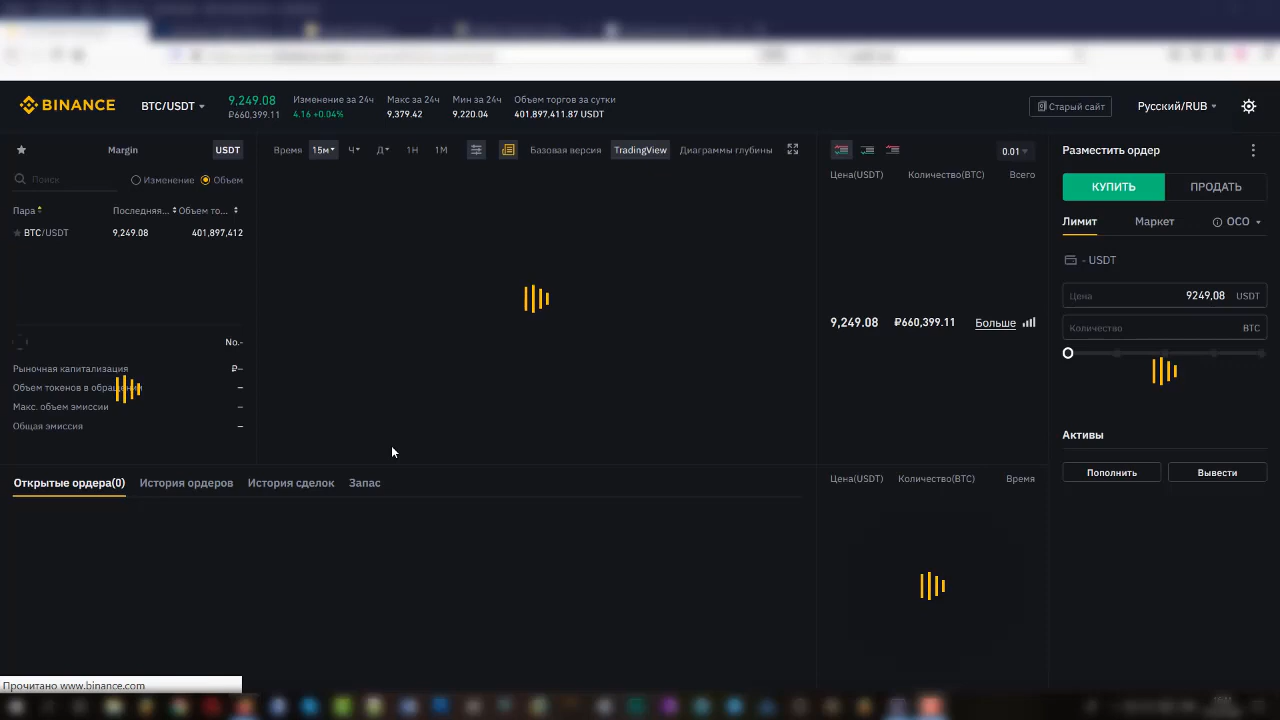 BINANCE
BTC/USDT
9,249.08
₽660,399.11
Изменение за 24ч
4.16 +0.04%
Макс за 24ч
9,379.42
Мин за 24ч
9,220.04
Объем торгов за сутки
401,897,411.87 USDT
Старый сайт
Русский/RUB
Margin
USDT
Поиск
Изменение
Объем
Пара
Последняя...
Объем то...
BTC/USDT
9,249.08
401,897,412
No.-
Рыночная капитализация
₽–
Объем токенов в обращении
–
Макс. объем эмиссии
–
Общая эмиссия
–
Время
15м
Ч
Д
1Н
1М
Базовая версия
TradingView
Диаграммы глубины
0.01
Цена(USDT)
Количество(BTC)
Всего
9,249.08
₽660,399.11
Больше
Разместить ордер
КУПИТЬ
ПРОДАТЬ
Лимит
Маркет
OCO
- USDT
Цена
9249,08
USDT
Количество
BTC
Активы
Пополнить
Вывести
Открытые ордера(0)
История ордеров
История сделок
Запас
Цена(USDT)
Количество(BTC)
Время
Прочитано www.binance.com